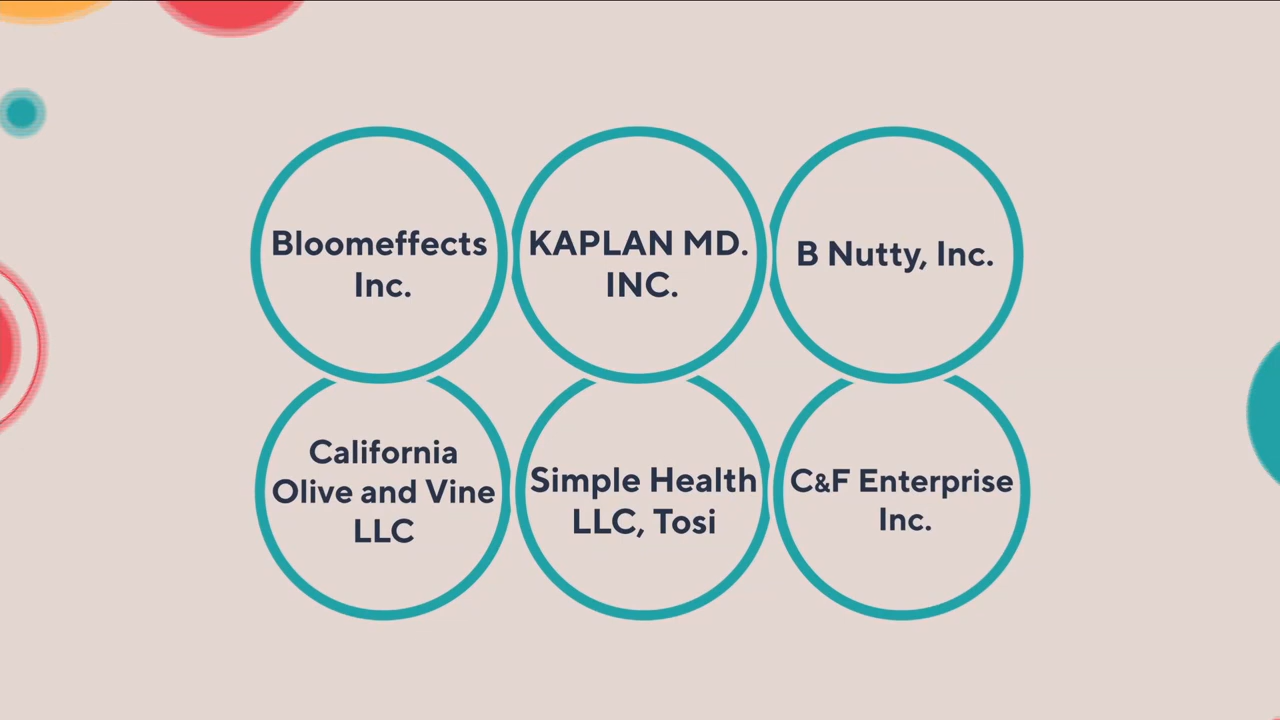 Bloomeffects
Inc.
KAPLAN MD.
INC.
B Nutty, Inc.
California
Olive and Vine
LLC
Simple Health
LLC, Tosi
C&F Enterprise
Inc.